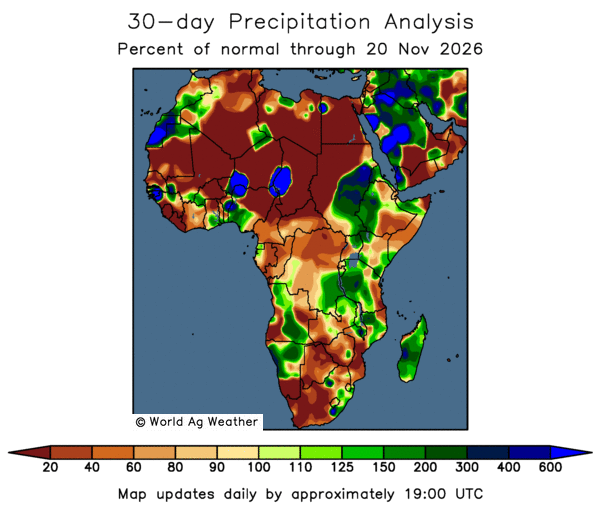 30-day Precipitation Analysis
Percent of normal through 20 Nov 2026
© World Ag Weather
20 40 60 80 90 100 110 125 150 200 300 400 600
Map updates daily by approximately 19:00 UTC